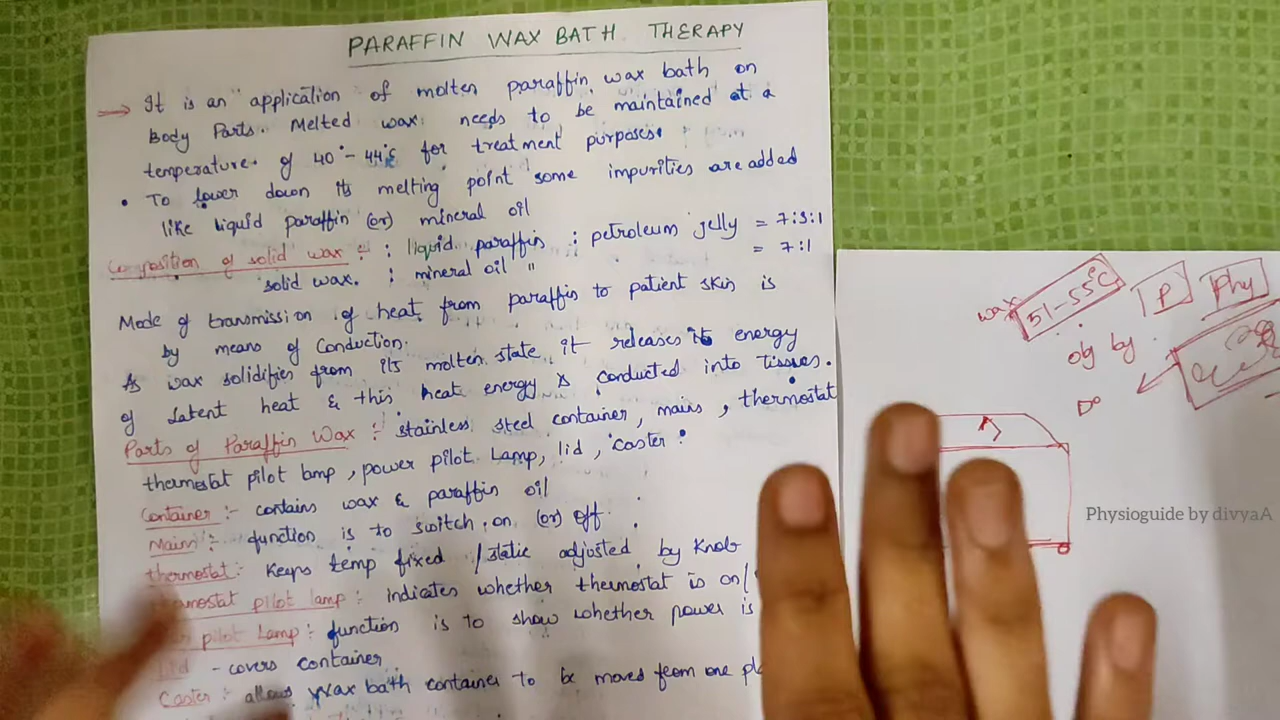 PARAFFIN WAX BATH THERAPY
It is an application of molten paraffin wax bath on
Body Parts. Melted wax needs to be maintained at a
temperature of 40° - 44°c for treatment purposes.
• To lower down its melting point some impurities are added
like liquid paraffin (or) mineral oil
Composition of solid wax : : liquid paraffin : petroleum jelly = 7:3:1
solid wax. : mineral oil " = 7:1
Mode of transmission of heat from paraffin to patient skin is
by means of Conduction.
As wax solidifies from its molten state it releases its energy
of latent heat & this heat energy is conducted into tissues.
Parts of Paraffin Wax : stainless steel container, mains, thermostat
thermostat pilot lamp, power pilot Lamp, lid, caster :
Container :- contains wax & paraffin oil
Main :- function is to switch on (or) off.
thermostat :- Keeps temp fixed /static adjusted by Knob
pilot lamp :- indicates whether thermostat is on/
pilot Lamp :- function is to show whether power is
Lid - covers container
Caster :- allows wax bath container to be moved from one
wax 51-55°C P Phy
obj by
D°
Physioguide by divyaA